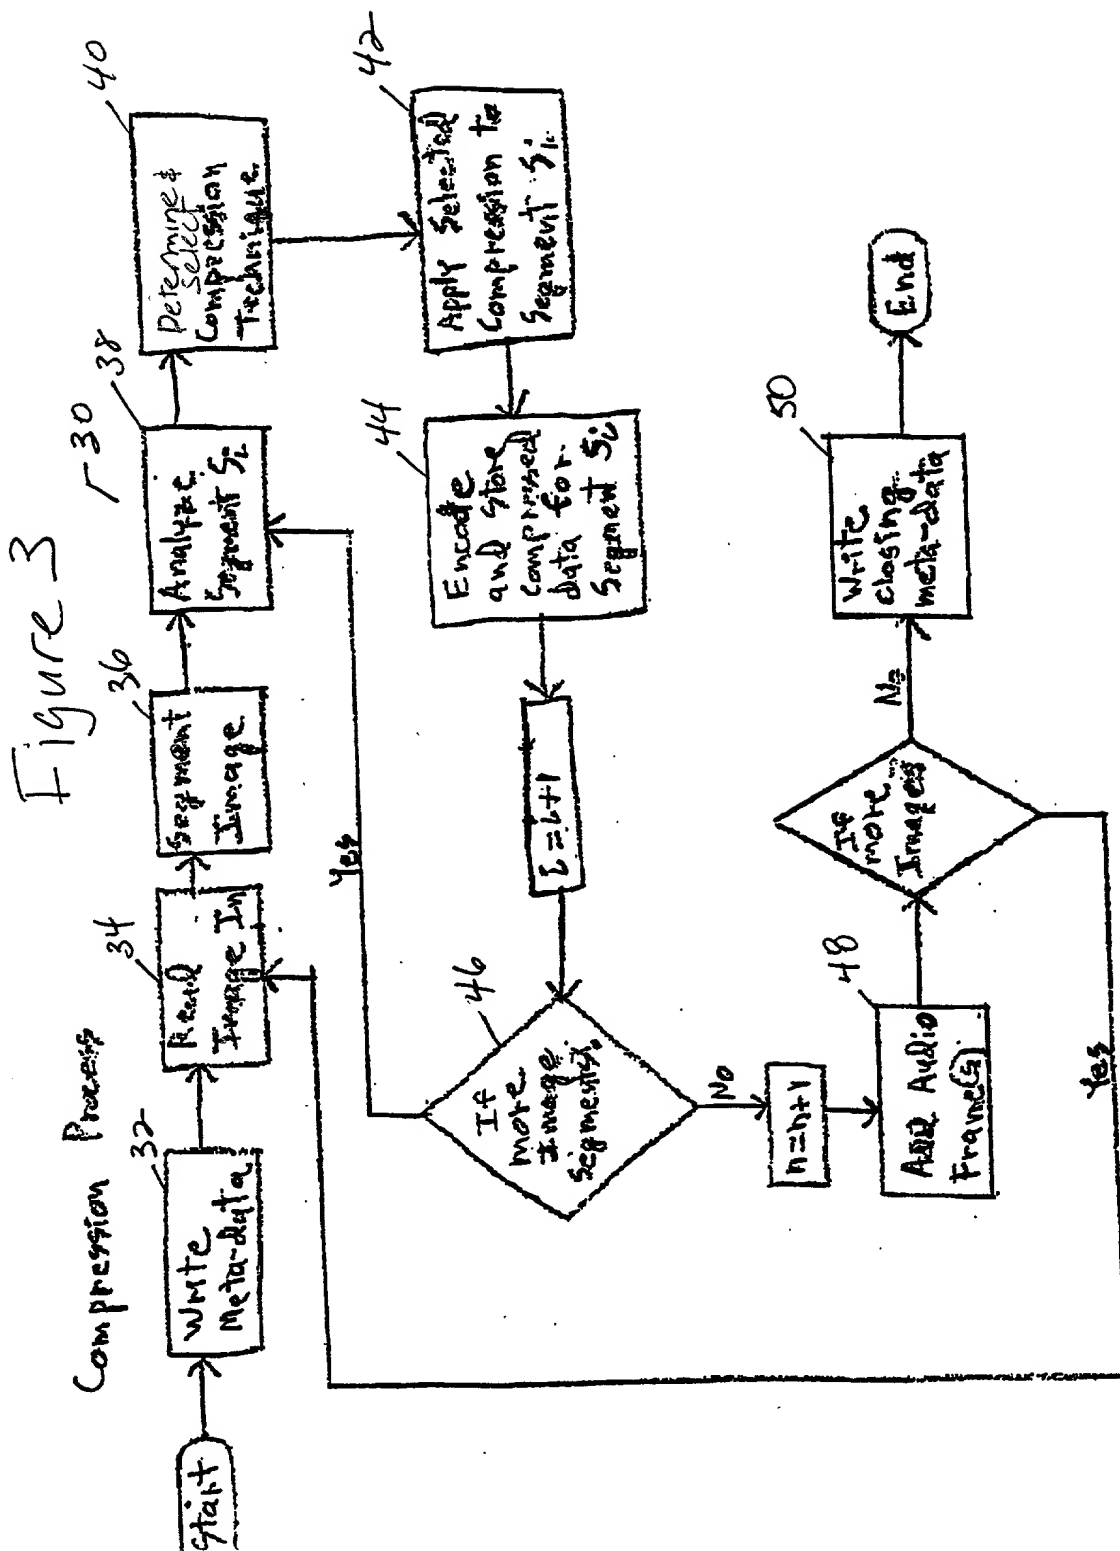 Figure 3
Compression Process
30
Start
32
Write
Meta-data
34
Read
Image In
36
Segment
Image
38
Analyze
Segment Si
40
Determine &
select
Compression
Technique
42
Apply Selected
Compression to
Segment Si
44
Encode
and Store
Compressed
data for
Segment Si
i=i+1
46
If
more
image
segments.
Yes
No
n=n+1
48
Add Audio
Frame(s)
If
more
Images
Yes
No
50
Write
closing
meta-data
End